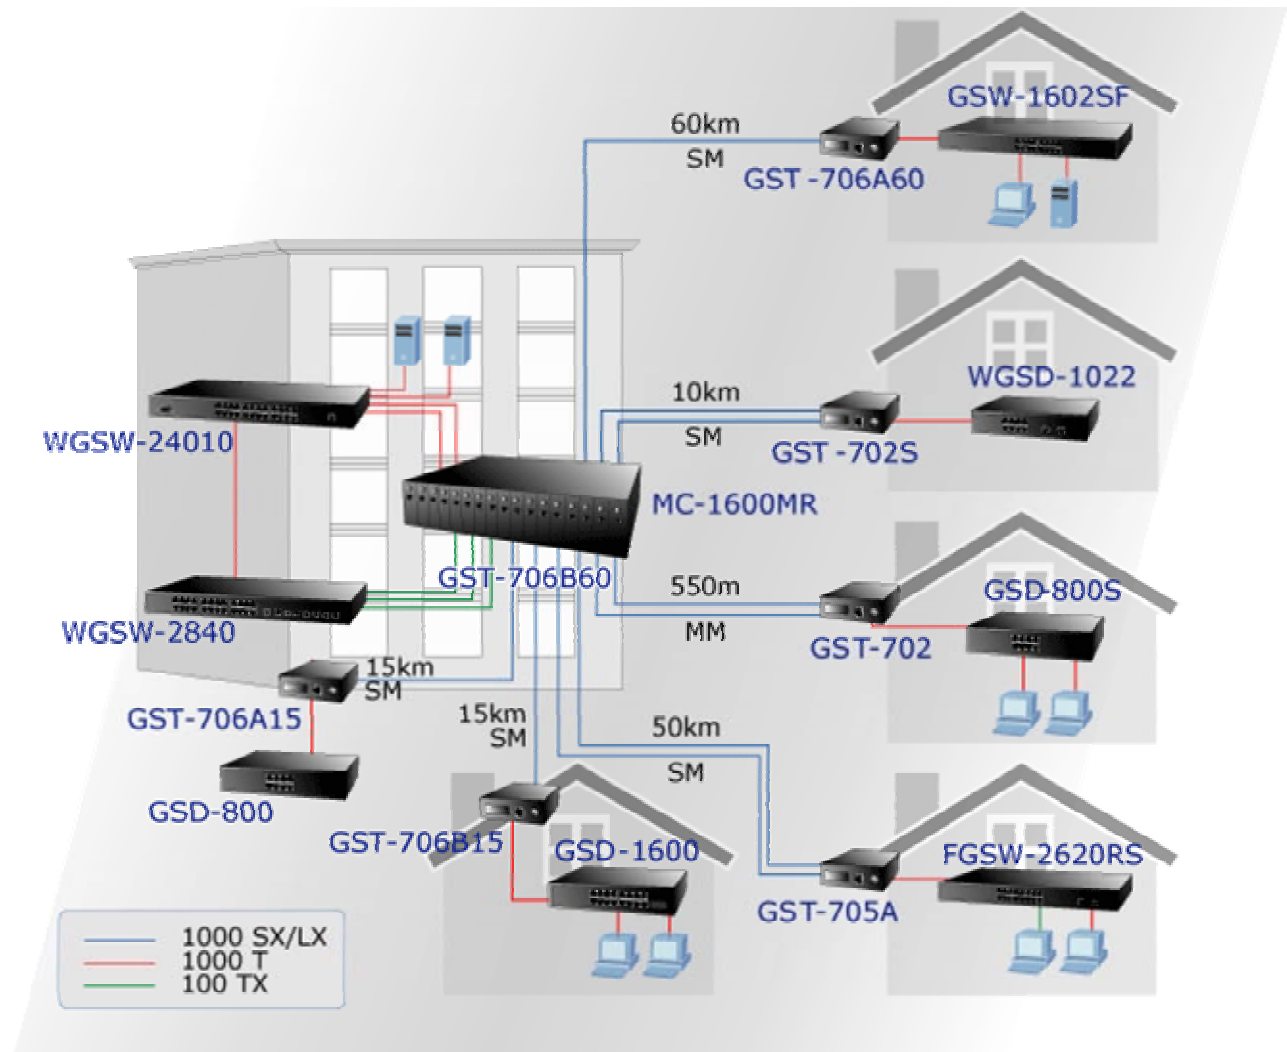 GSW-1602SF
60km
SM
GST -706A60
WGSD-1022
10km
SM
GST -702S
WGSW-24010
MC-1600MR
GST-706B60
550m
MM
GSD-800S
GST-702
WGSW-2840
15km
SM
GST-706A15
15km
SM
50km
SM
GSD-800
GST-706B15
GSD-1600
FGSW-2620RS
GST-705A
1000 SX/LX
1000 T
100 TX